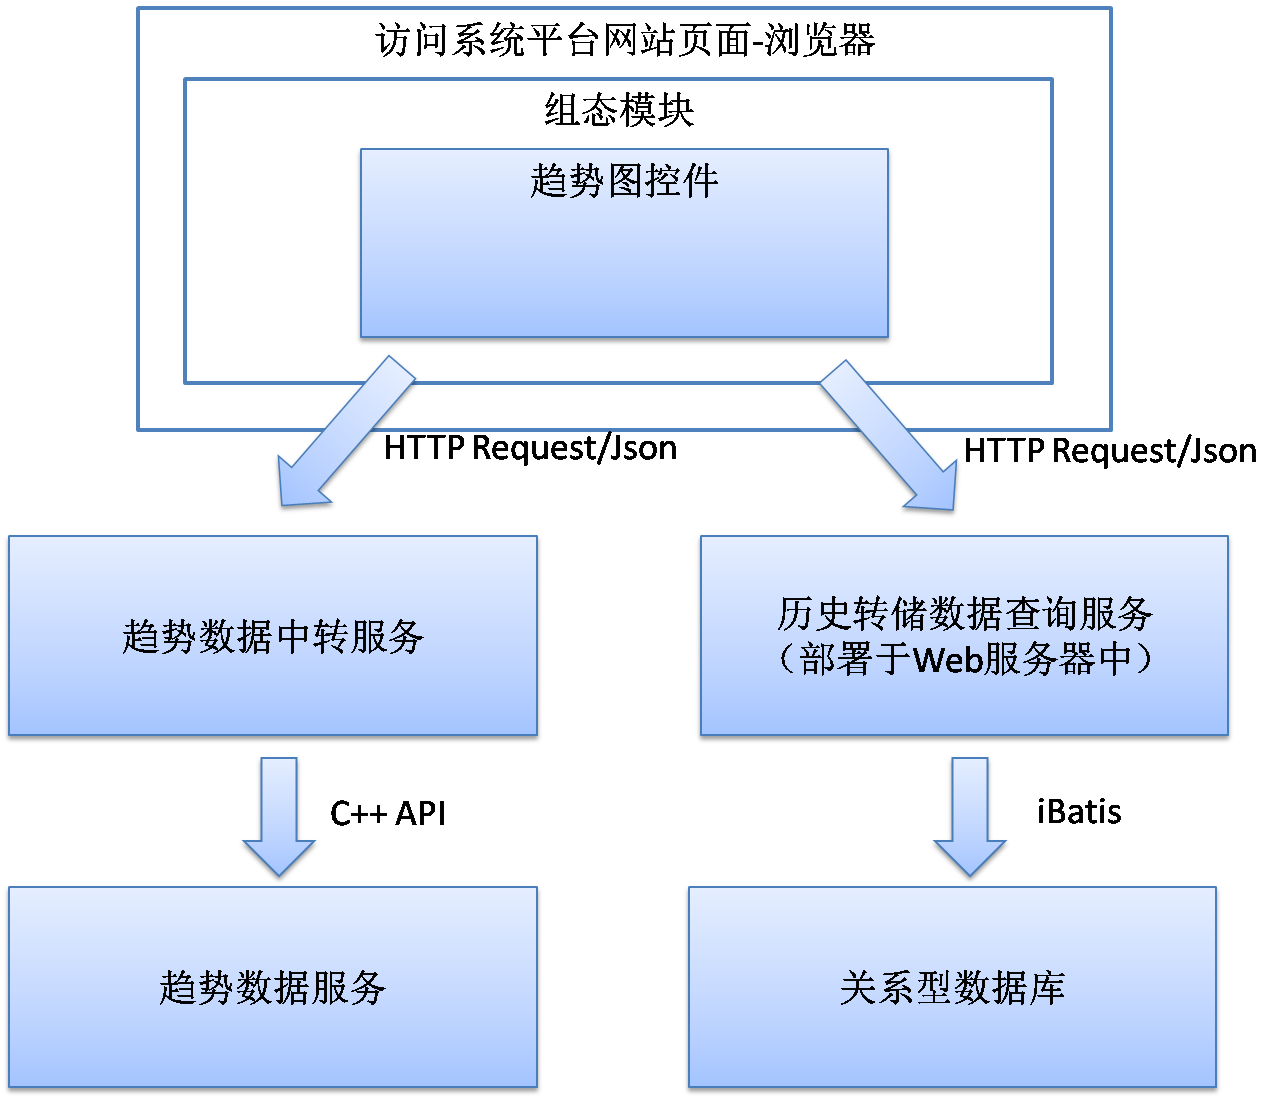 访问系统平台网站页面-浏览器
组态模块
趋势图控件
HTTP Request/Json
HTTP Request/Json
趋势数据中转服务
历史转储数据查询服务
（部署于Web服务器中）
C++ API
iBatis
趋势数据服务
关系型数据库